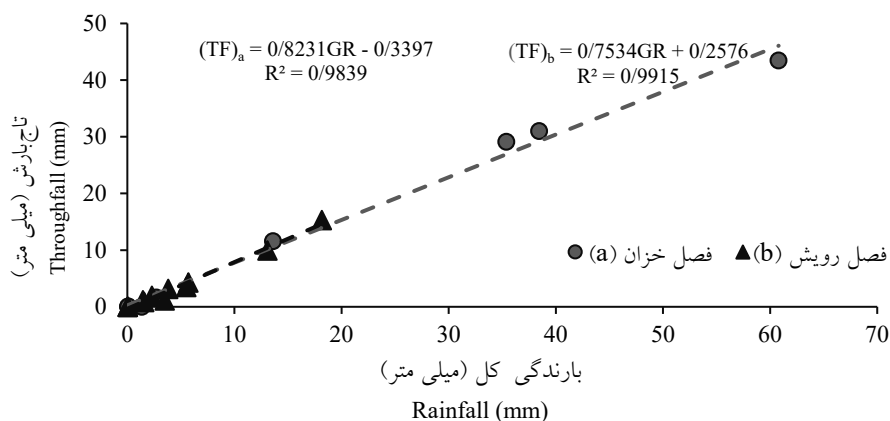 50
40
30
20
10
0
تاج‌بارش (میلی متر)
Throughfall (mm)
(TF)a = 0/8231GR - 0/3397
R² = 0/9839
(TF)b = 0/7534GR + 0/2576
R² = 0/9915
فصل خزان (a)
فصل رویش (b)
0 10 20 30 40 50 60 70
بارندگی کل (میلی متر)
Rainfall (mm)